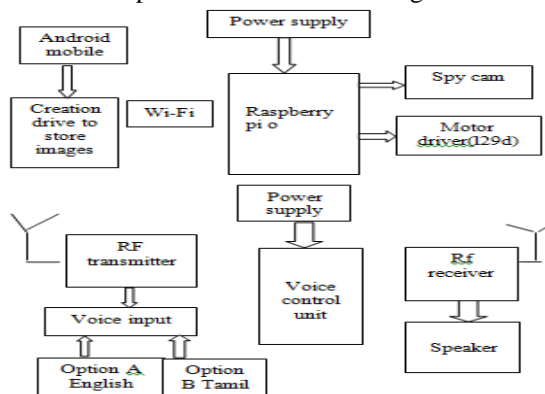 Power supply
Android
mobile
Spy cam
Creation
drive to
store
images
Wi-Fi
Raspberry
pi o
Motor
driver(129d)
Power
supply
RF
transmitter
Voice
control
unit
Rf
receiver
Voice input
Speaker
Option A
English
Option
B Tamil